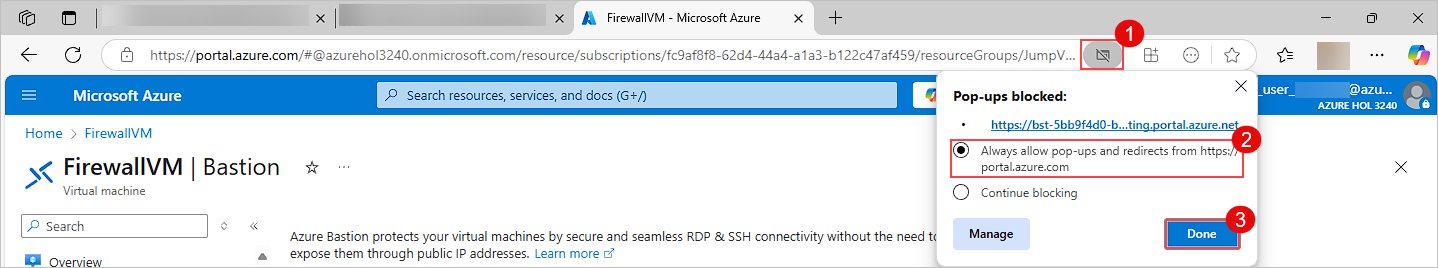 FirewallVM - Microsoft Azure
1
https://portal.azure.com/#@azurehol3240.onmicrosoft.com/resource/subscriptions/fc9af8f8-62d4-44a4-a1a3-b122c47af459/resourceGroups/JumpV...
Microsoft Azure
Search resources, services, and docs (G+/)
_user_ @azu...
AZURE HOL 3240
Pop-ups blocked:
• https://bst-5bb9f4d0-b...ting.portal.azure.net
2
Always allow pop-ups and redirects from https://
portal.azure.com
Continue blocking
3
Manage
Done
Home > FirewallVM
FirewallVM | Bastion
Virtual machine
Search
Overview
Azure Bastion protects your virtual machines by secure and seamless RDP & SSH connectivity without the need to
expose them through public IP addresses. Learn more